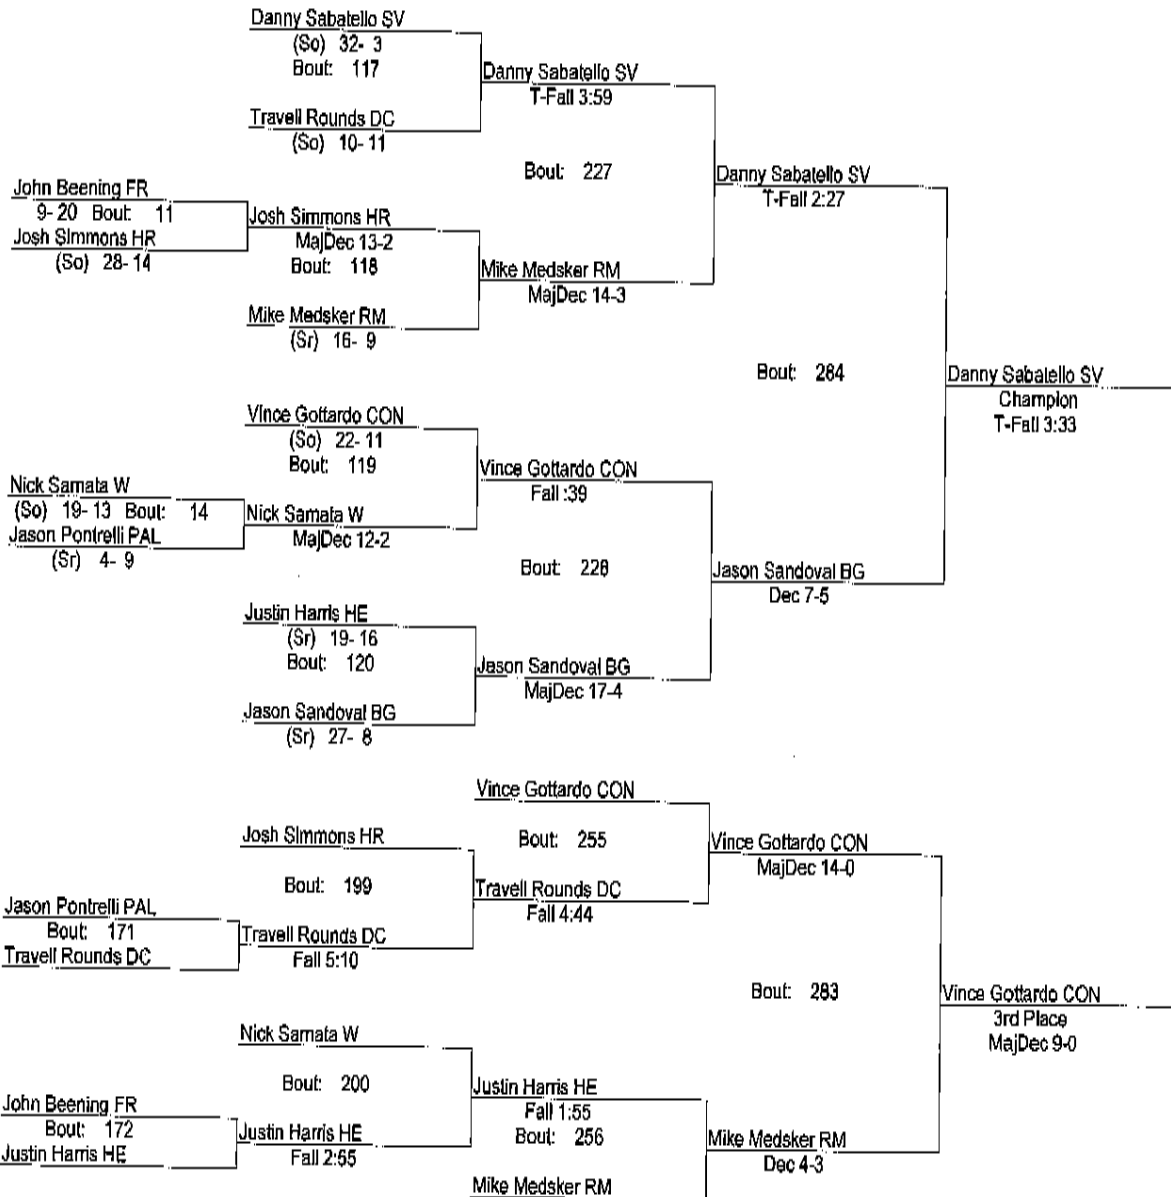 Danny Sabatello SV
(So) 32- 3
Bout: 117
Danny Sabatello SV
T-Fall 3:59
Travell Rounds DC
(So) 10- 11
Bout: 227
Danny Sabatello SV
T-Fall 2:27
John Beening FR
9- 20 Bout: 11
Josh Simmons HR
(So) 28- 14
Josh Simmons HR
MajDec 13-2
Bout: 118
Mike Medsker RM
MajDec 14-3
Mike Medsker RM
(Sr) 16- 9
Bout: 284
Danny Sabatello SV
Champion
T-Fall 3:33
Vince Gottardo CON
(So) 22- 11
Bout: 119
Vince Gottardo CON
Fall :39
Nick Samata W
(So) 19- 13 Bout: 14
Jason Pontrelli PAL
(Sr) 4- 9
Nick Samata W
MajDec 12-2
Bout: 228
Jason Sandoval BG
Dec 7-5
Justin Harris HE
(Sr) 19- 16
Bout: 120
Jason Sandoval BG
MajDec 17-4
Jason Sandoval BG
(Sr) 27- 8
Vince Gottardo CON
Bout: 255
Vince Gottardo CON
MajDec 14-0
Josh Simmons HR
Bout: 199
Travell Rounds DC
Fall 4:44
Jason Pontrelli PAL
Bout: 171
Travell Rounds DC
Travell Rounds DC
Fall 5:10
Bout: 283
Vince Gottardo CON
3rd Place
MajDec 9-0
Nick Samata W
Bout: 200
Justin Harris HE
Fall 1:55
Bout: 256
John Beening FR
Bout: 172
Justin Harris HE
Justin Harris HE
Fall 2:55
Mike Medsker RM
Dec 4-3
Mike Medsker RM